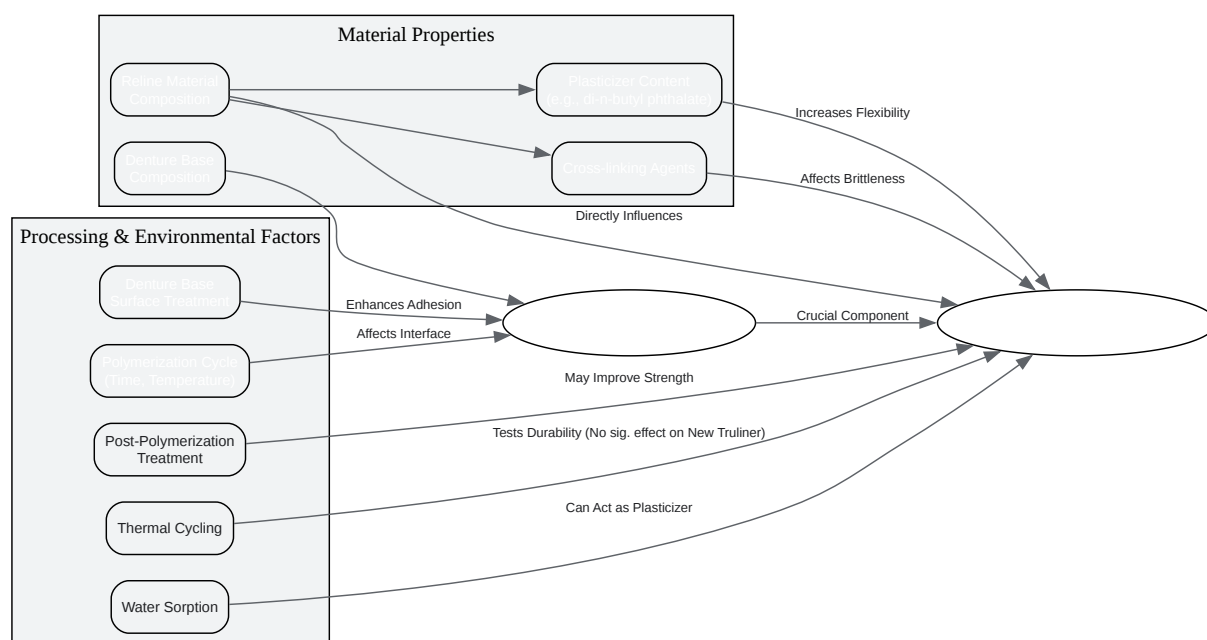 Material Properties
Reline Material
Composition
Plasticizer Content
(e.g., di-n-butyl phthalate)
Increases Flexibility
Denture Base
Composition
Cross-linking Agents
Affects Brittleness
Directly Influences
Processing & Environmental Factors
Denture Base
Surface Treatment
Enhances Adhesion
Crucial Component
Affects Interface
Polymerization Cycle
(Time, Temperature)
May Improve Strength
Post-Polymerization
Treatment
Tests Durability (No sig. effect on New Truliner)
Thermal Cycling
Can Act as Plasticizer
Water Sorption